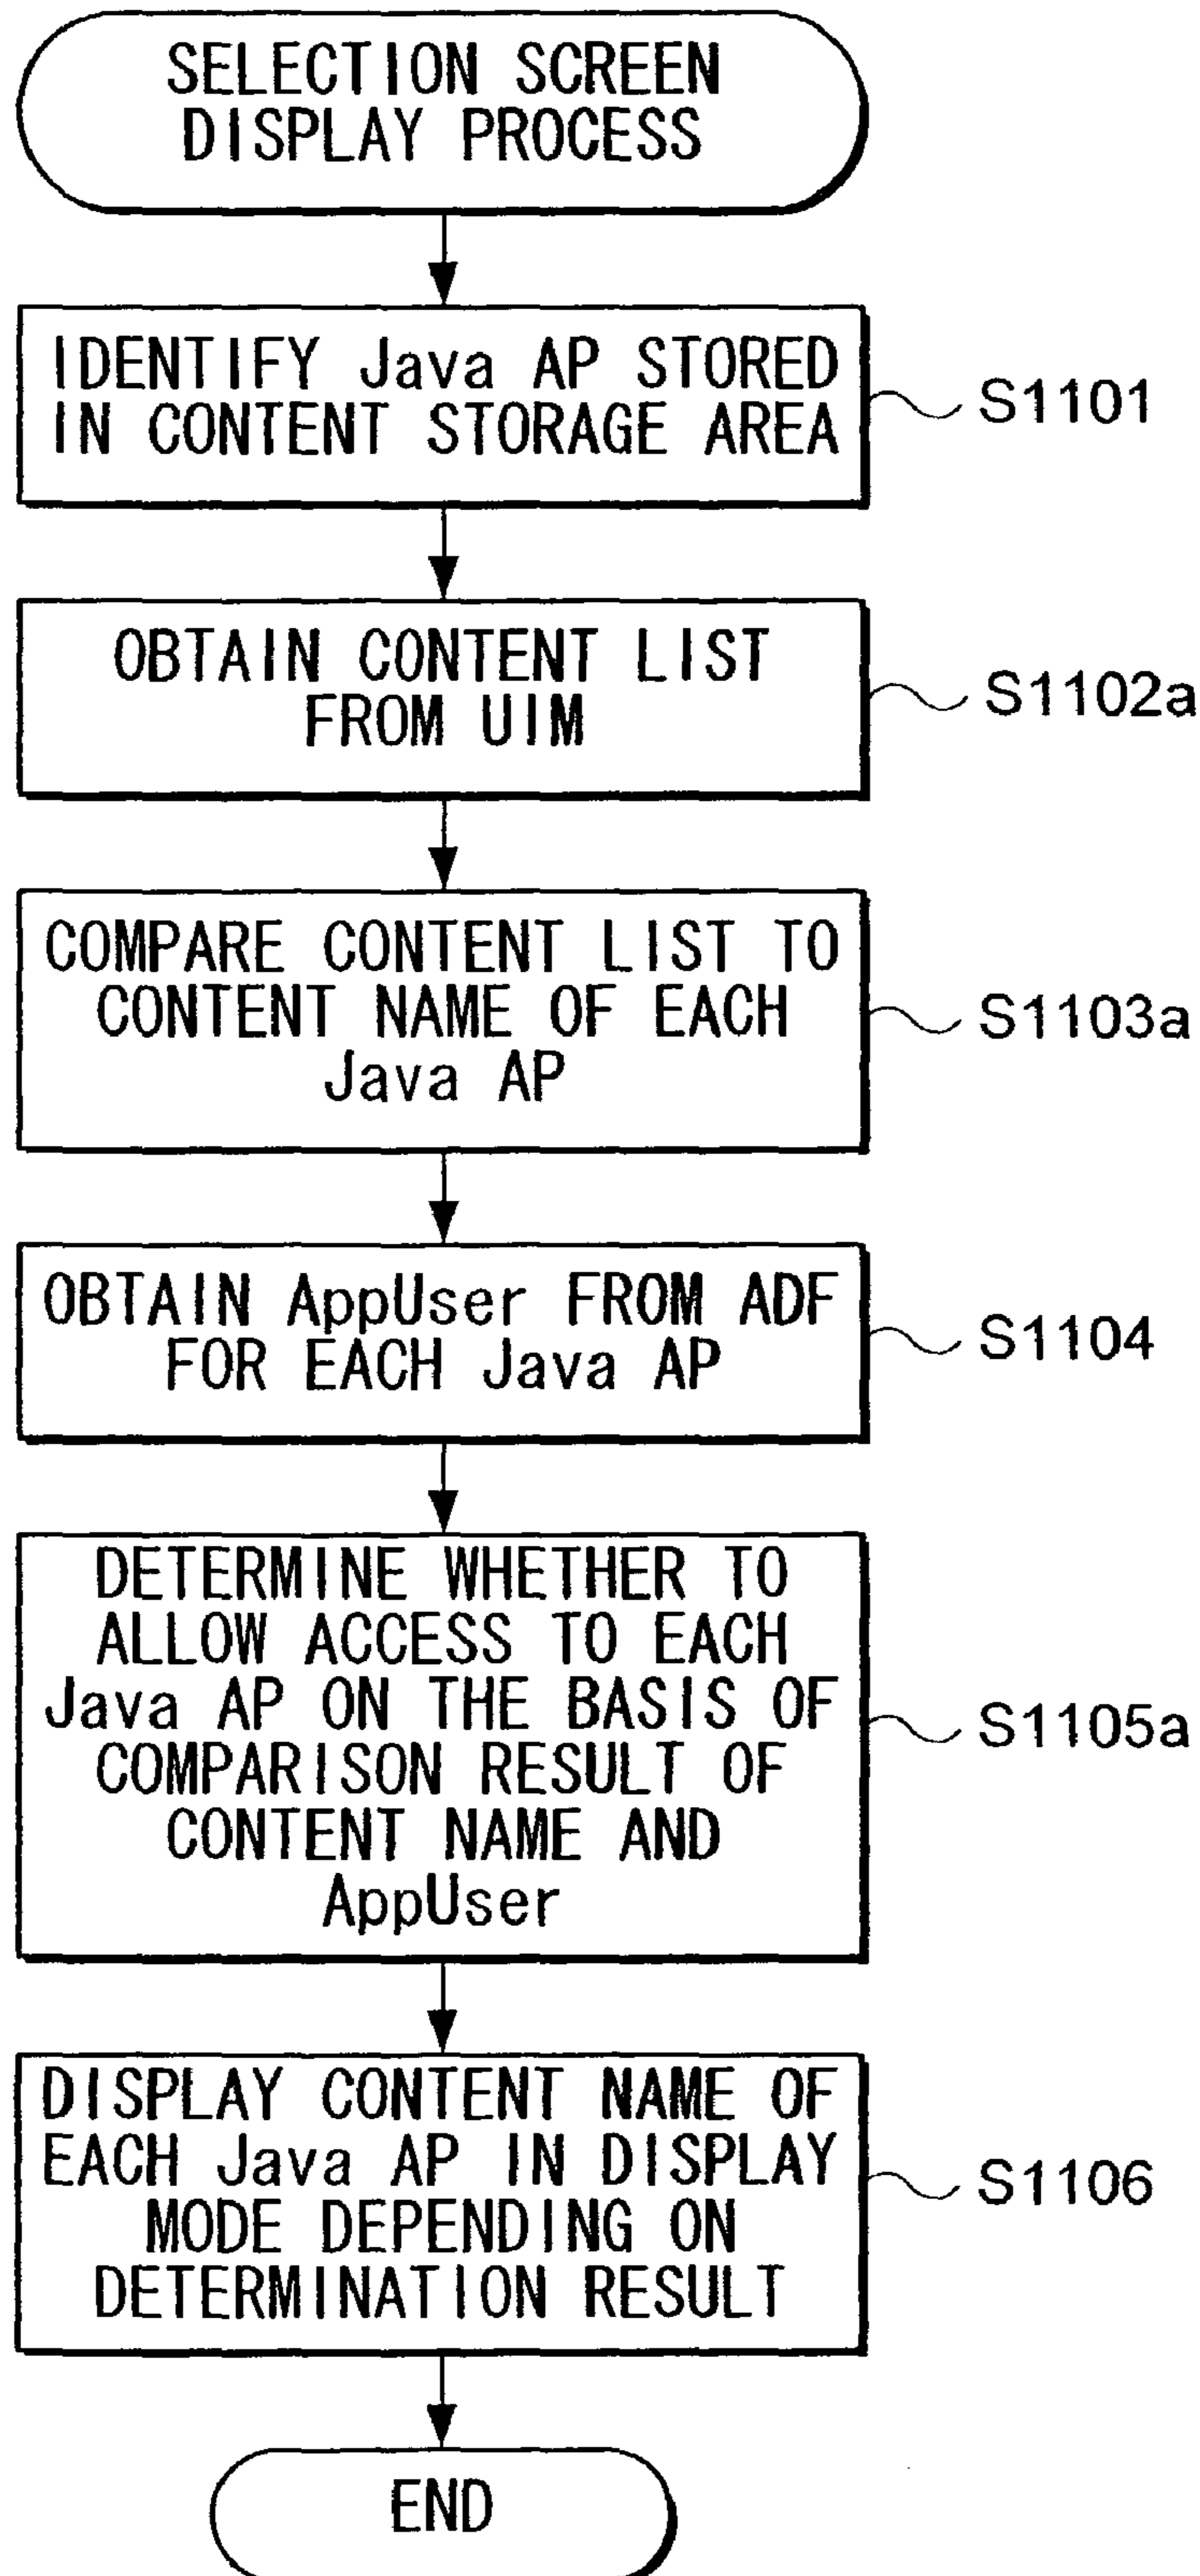 SELECTION SCREEN
DISPLAY PROCESS
IDENTIFY Java AP STORED
IN CONTENT STORAGE AREA
S1101
OBTAIN CONTENT LIST
FROM UIM
S1102a
COMPARE CONTENT LIST TO
CONTENT NAME OF EACH
Java AP
S1103a
OBTAIN AppUser FROM ADF
FOR EACH Java AP
S1104
DETERMINE WHETHER TO
ALLOW ACCESS TO EACH
Java AP ON THE BASIS OF
COMPARISON RESULT OF
CONTENT NAME AND
AppUser
S1105a
DISPLAY CONTENT NAME OF
EACH Java AP IN DISPLAY
MODE DEPENDING ON
DETERMINATION RESULT
S1106
END